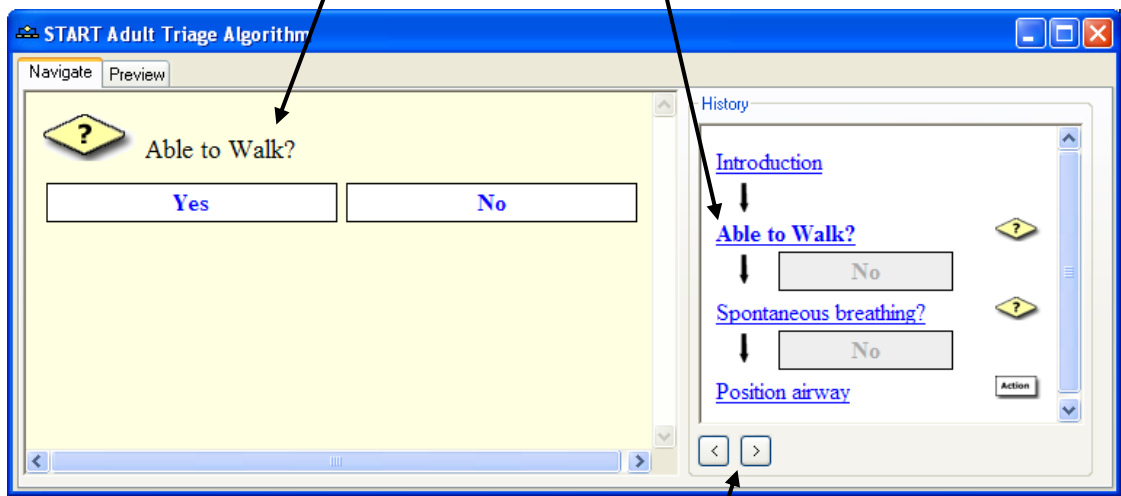 START Adult Triage Algorithm
Navigate Preview
? Able to Walk?
Yes No
History
Introduction
Able to Walk? ?
No
Spontaneous breathing? ?
No
Position airway Action
< >